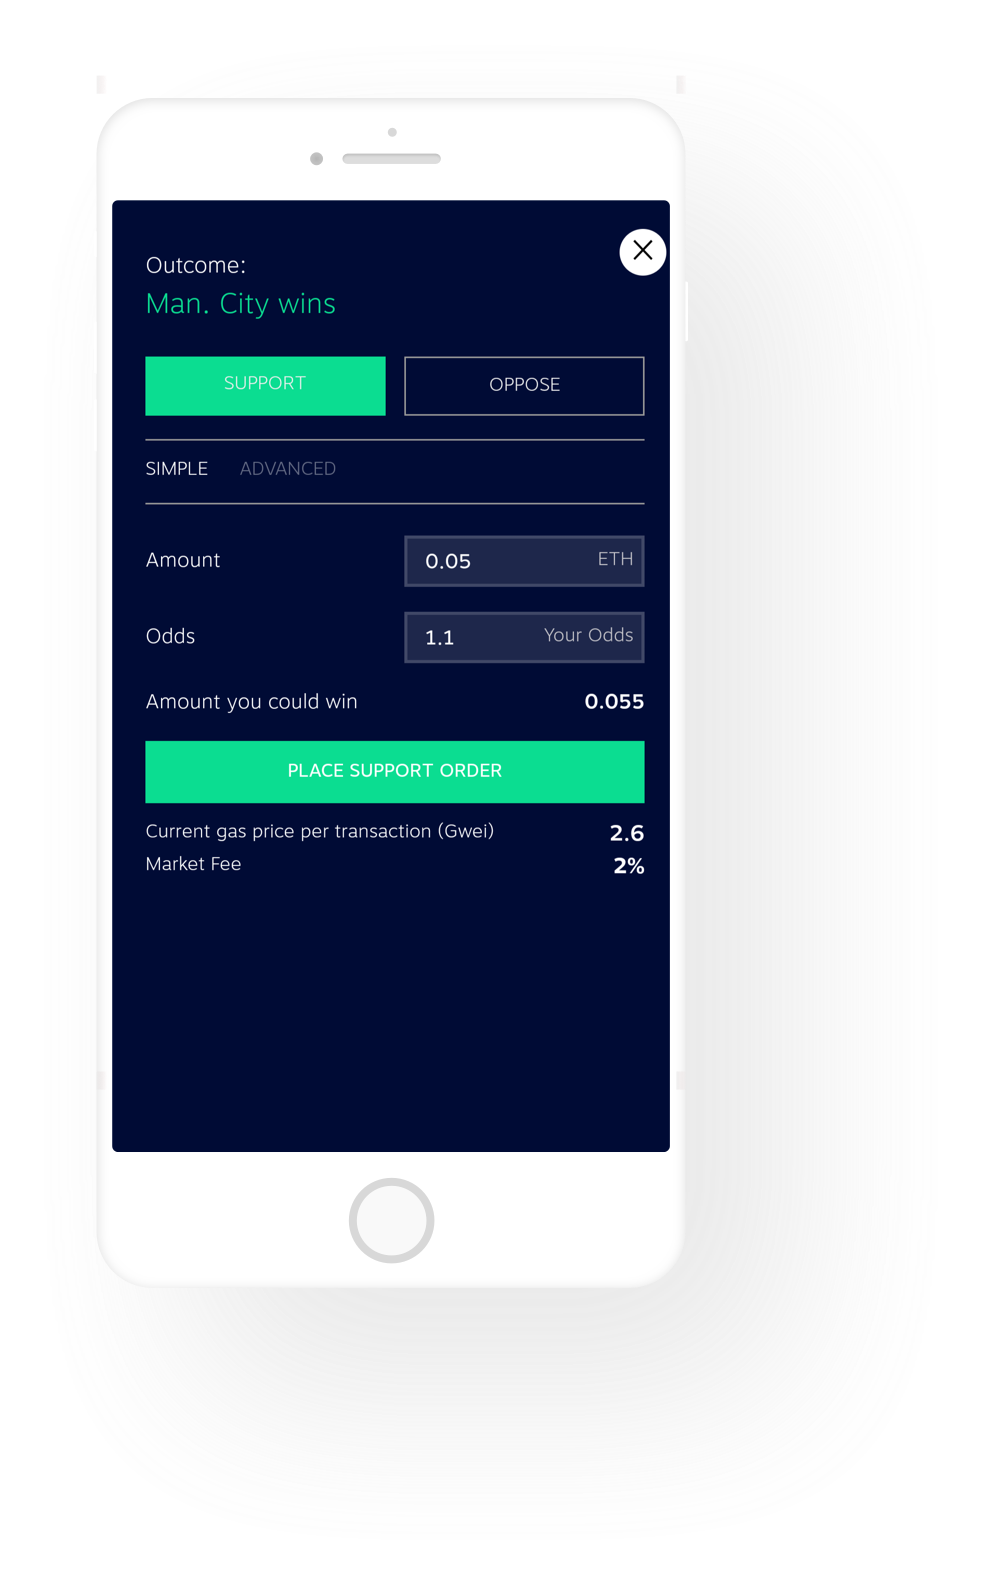 Outcome:
Man. City wins
SUPPORT
OPPOSE
SIMPLE ADVANCED
Amount
0.05 ETH
Odds
1.1 Your Odds
Amount you could win 0.055
PLACE SUPPORT ORDER
Current gas price per transaction (Gwei) 2.6
Market Fee 2%